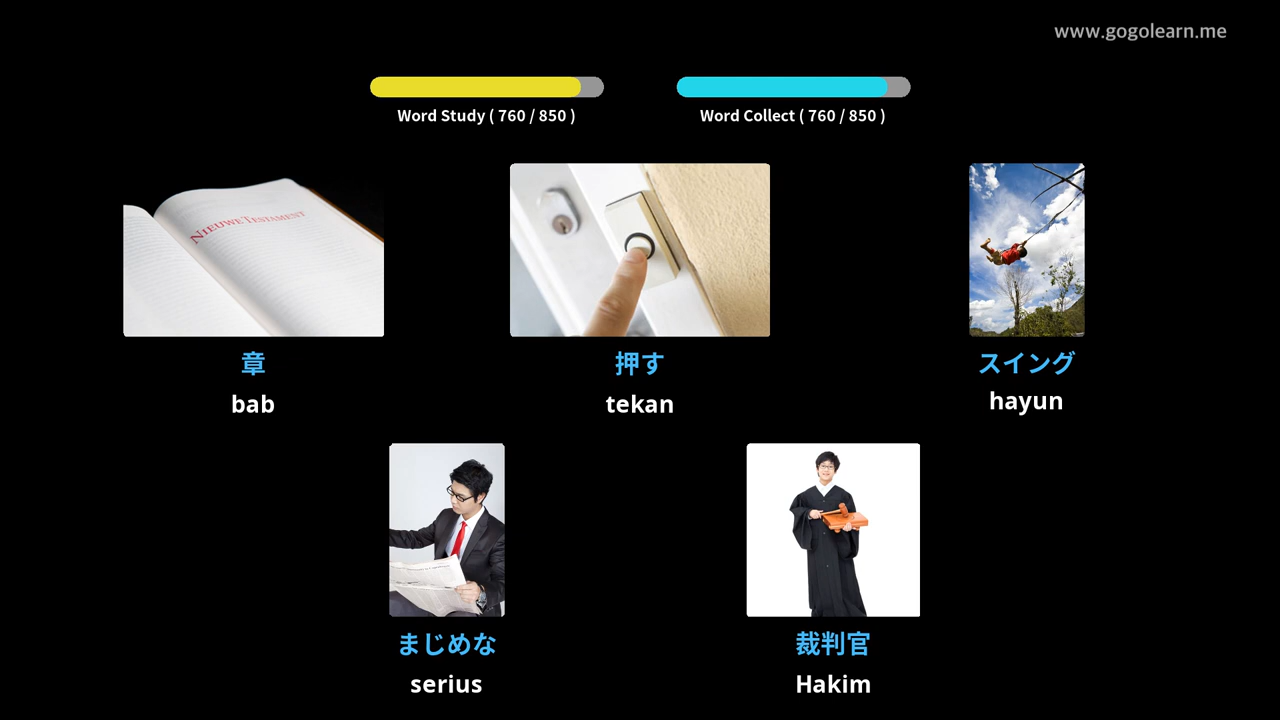 www.gogolearn.me
Word Study ( 760 / 850 )
Word Collect ( 760 / 850 )
NIEUWE TESTAMENT
章
bab
押す
tekan
スイング
hayun
まじめな
serius
裁判官
Hakim